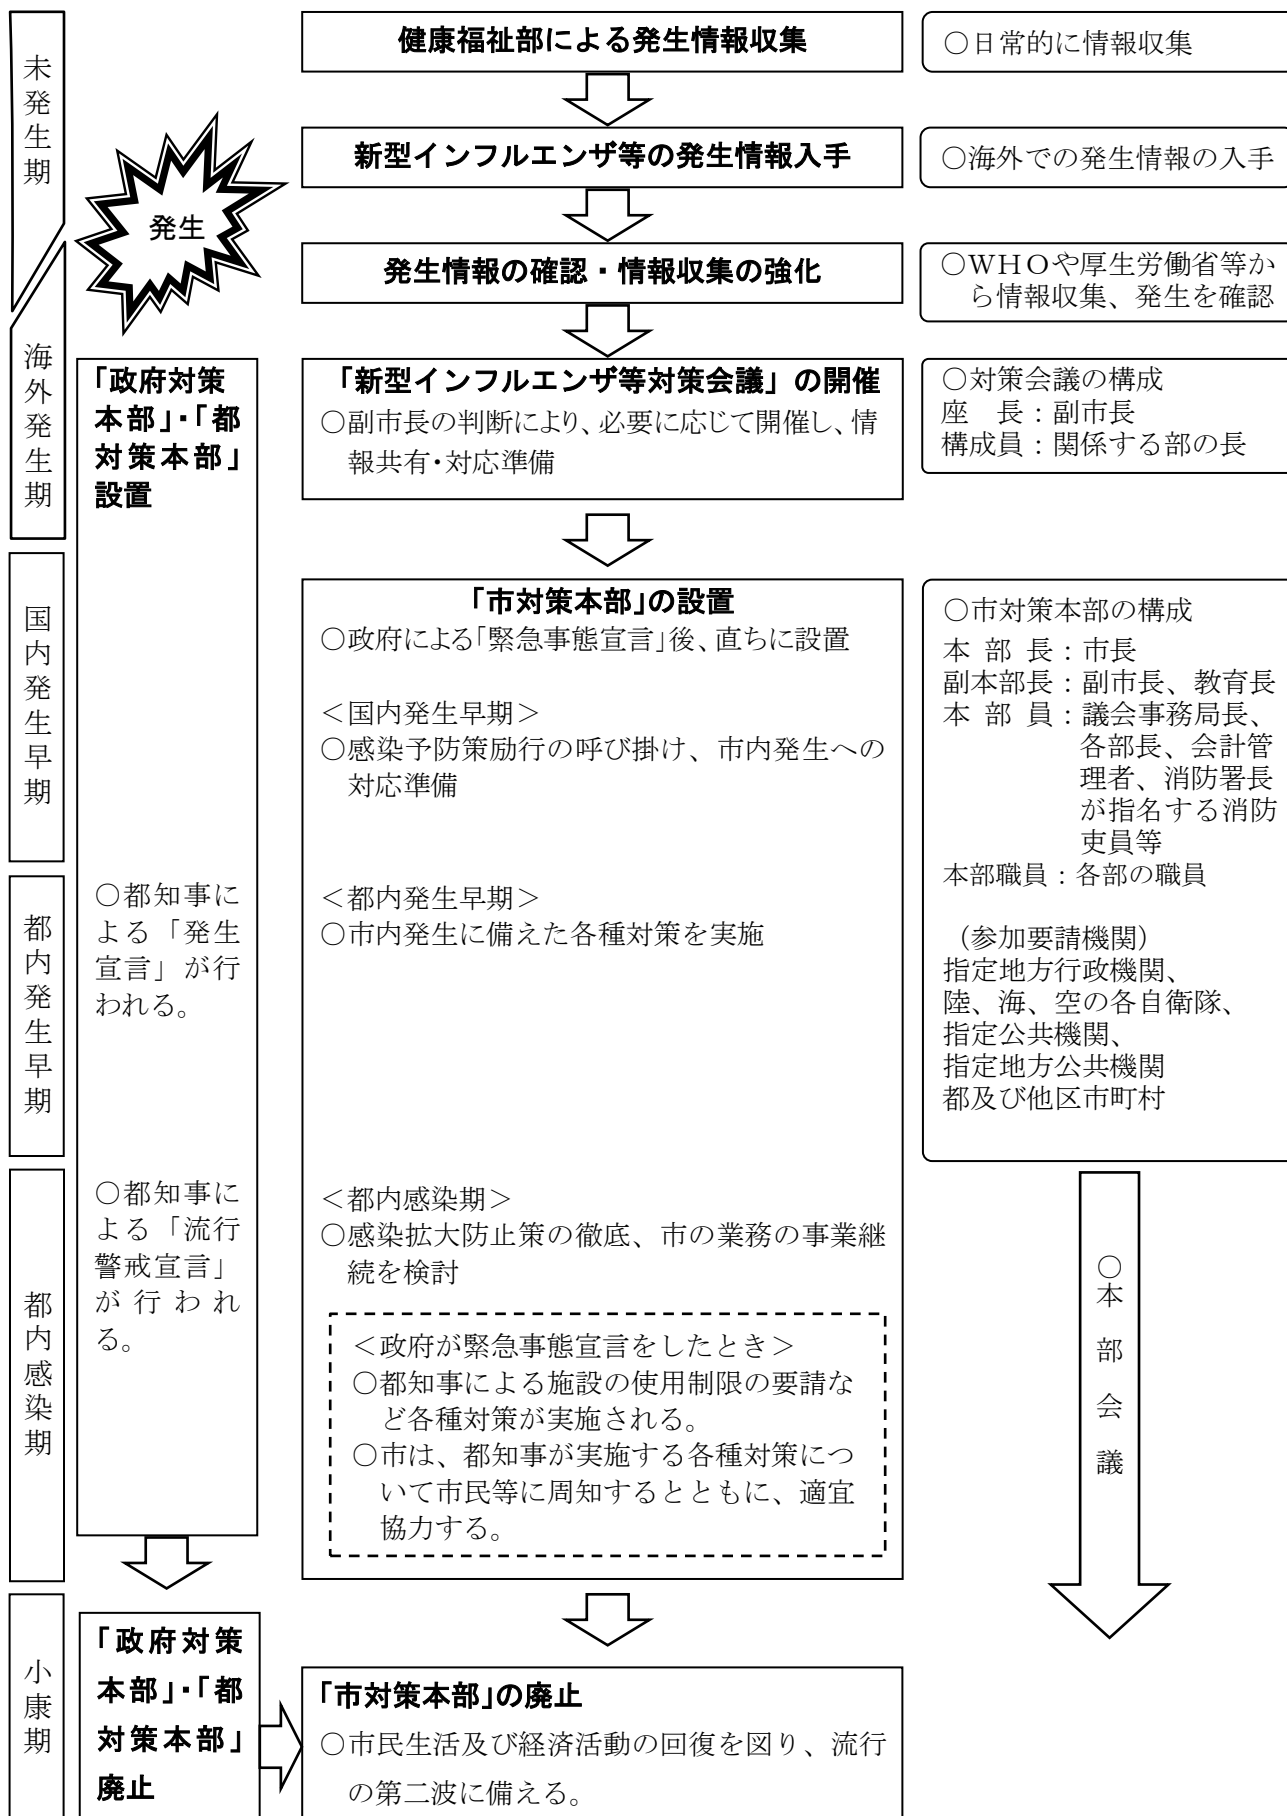 未発生期
健康福祉部による発生情報収集
○日常的に情報収集
新型インフルエンザ等の発生情報入手
○海外での発生情報の入手
発生
発生情報の確認・情報収集の強化
○WHOや厚生労働省等か
ら情報収集、発生を確認
海外発生期
「政府対策
本部」・「都
対策本部」
設置
「新型インフルエンザ等対策会議」の開催
○副市長の判断により、必要に応じて開催し、情
報共有・対応準備
○対策会議の構成
座　長：副市長
構成員：関係する部の長
国内発生早期
「市対策本部」の設置
○政府による「緊急事態宣言」後、直ちに設置
＜国内発生早期＞
○感染予防策励行の呼び掛け、市内発生への
対応準備
○市対策本部の構成
本 部 長：市長
副本部長：副市長、教育長
本 部 員：議会事務局長、
各部長、会計管
理者、消防署長
が指名する消防
吏員等
本部職員：各部の職員
（参加要請機関）
指定地方行政機関、
陸、海、空の各自衛隊、
指定公共機関、
指定地方公共機関
都及び他区市町村
都内発生早期
○都知事に
よる「発生
宣言」が行
われる。
＜都内発生早期＞
○市内発生に備えた各種対策を実施
都内感染期
○都知事に
よる「流行
警戒宣言」
が行われ
る。
＜都内感染期＞
○感染拡大防止策の徹底、市の業務の事業継
続を検討
＜政府が緊急事態宣言をしたとき＞
○都知事による施設の使用制限の要請な
ど各種対策が実施される。
○市は、都知事が実施する各種対策につ
いて市民等に周知するとともに、適宜
協力する。
○本部会議
小康期
「政府対策
本部」・「都
対策本部」
廃止
「市対策本部」の廃止
○市民生活及び経済活動の回復を図り、流行
の第二波に備える。